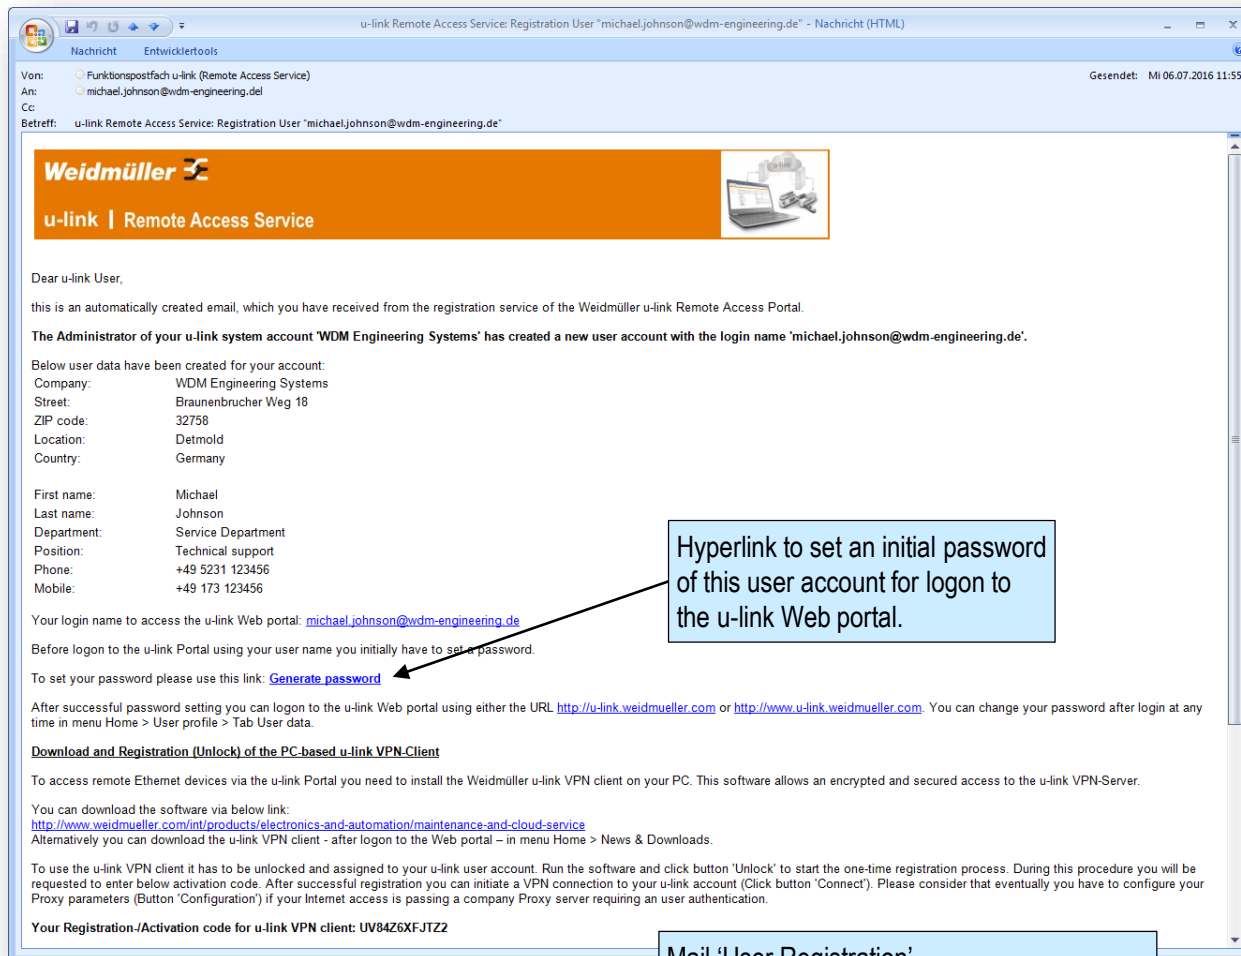 u-link Remote Access Service: Registration User "michael.johnson@wdm-engineering.de" - Nachricht (HTML)
Nachricht Entwicklertools
Von: Funktionspostfach u-link (Remote Access Service) Gesendet: Mi 06.07.2016 11:55
An: michael.johnson@wdm-engineering.del
Cc:
Betreff: u-link Remote Access Service: Registration User "michael.johnson@wdm-engineering.de"
Weidmüller
u-link | Remote Access Service
Dear u-link User,
this is an automatically created email, which you have received from the registration service of the Weidmüller u-link Remote Access Portal.
The Administrator of your u-link system account 'WDM Engineering Systems' has created a new user account with the login name 'michael.johnson@wdm-engineering.de'.
Below user data have been created for your account:
Company: WDM Engineering Systems
Street: Braunenbrucher Weg 18
ZIP code: 32758
Location: Detmold
Country: Germany
First name: Michael
Last name: Johnson
Department: Service Department
Position: Technical support
Phone: +49 5231 123456
Mobile: +49 173 123456
Hyperlink to set an initial password
of this user account for logon to
the u-link Web portal.
Your login name to access the u-link Web portal: michael.johnson@wdm-engineering.de
Before logon to the u-link Portal using your user name you initially have to set a password.
To set your password please use this link: Generate password
After successful password setting you can logon to the u-link Web portal using either the URL http://u-link.weidmueller.com or http://www.u-link.weidmueller.com. You can change your password after login at any
time in menu Home > User profile > Tab User data.
Download and Registration (Unlock) of the PC-based u-link VPN-Client
To access remote Ethernet devices via the u-link Portal you need to install the Weidmüller u-link VPN client on your PC. This software allows an encrypted and secured access to the u-link VPN-Server.
You can download the software via below link:
http://www.weidmueller.com/int/products/electronics-and-automation/maintenance-and-cloud-service
Alternatively you can download the u-link VPN client - after logon to the Web portal – in menu Home > News & Downloads.
To use the u-link VPN client it has to be unlocked and assigned to your u-link user account. Run the software and click button 'Unlock' to start the one-time registration process. During this procedure you will be
requested to enter below activation code. After successful registration you can initiate a VPN connection to your u-link account (Click button 'Connect'). Please consider that eventually you have to configure your
Proxy parameters (Button 'Configuration') if your Internet access is passing a company Proxy server requiring an user authentication.
Your Registration-/Activation code for u-link VPN client: UV84Z6XFJTZ2
Mail 'User Registration'